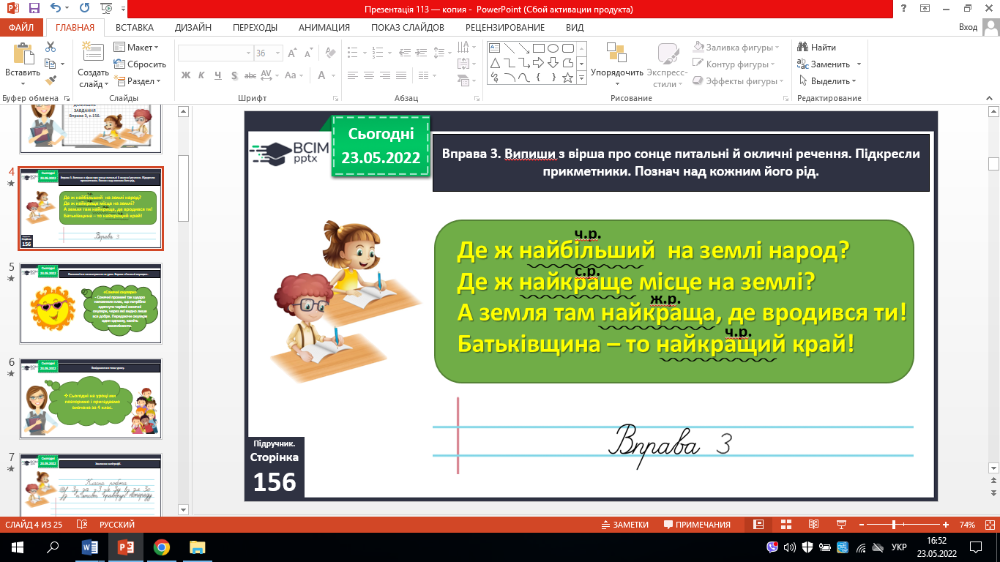 Презентація 113 — копия - PowerPoint (Сбой активации продукта)
ФАЙЛ ГЛАВНАЯ ВСТАВКА ДИЗАЙН ПЕРЕХОДЫ АНИМАЦИЯ ПОКАЗ СЛАЙДОВ РЕЦЕНЗИРОВАНИЕ ВИД Вход
Вставить
Создать слайд
Макет
Сбросить
Раздел
36
Ж К Ч S abc AV Aa А
Упорядочить
Экспресс-стили
Заливка фигуры
Контур фигуры
Эффекты фигуры
Найти
Заменить
Выделить
Буфер обмена Слайды Шрифт Абзац Рисование Редактирование
ЗАВДАННЯ
Вправа 3, с.156.
4
Сьогодні
23.05.2022
Вправа 3. Випиши з вірша про сонце питальні й окличні речення. Підкресли
прикметники. Познач над кожним його рід.
Де ж найбільший на землі народ?
Де ж найкраще місце на землі?
А земля там найкраща, де вродився ти!
Батьківщина – то найкращий край!
Вправа 3
Сторінка
156
5
Сьогодні
23.05.2022
«Сонячні окуляри»
6
Сьогодні
23.05.2022
Сьогодні на уроці ми
повторимо і пригадаємо
вивчене за 4 клас.
7
Сьогодні
23.05.2022
Класна робота
BCIM
pptx
Сьогодні
23.05.2022
Вправа 3. Випиши з вірша про сонце питальні й окличні речення. Підкресли
прикметники. Познач над кожним його рід.
ч.р.
Де ж найбільший на землі народ?
с.р.
Де ж найкраще місце на землі?
ж.р.
А земля там найкраща, де вродився ти!
ч.р.
Батьківщина – то найкращий край!
Вправа 3
Підручник.
Сторінка
156
СЛАЙД 4 ИЗ 25 РУССКИЙ ЗАМЕТКИ ПРИМЕЧАНИЯ 74%
УКР
16:52
23.05.2022